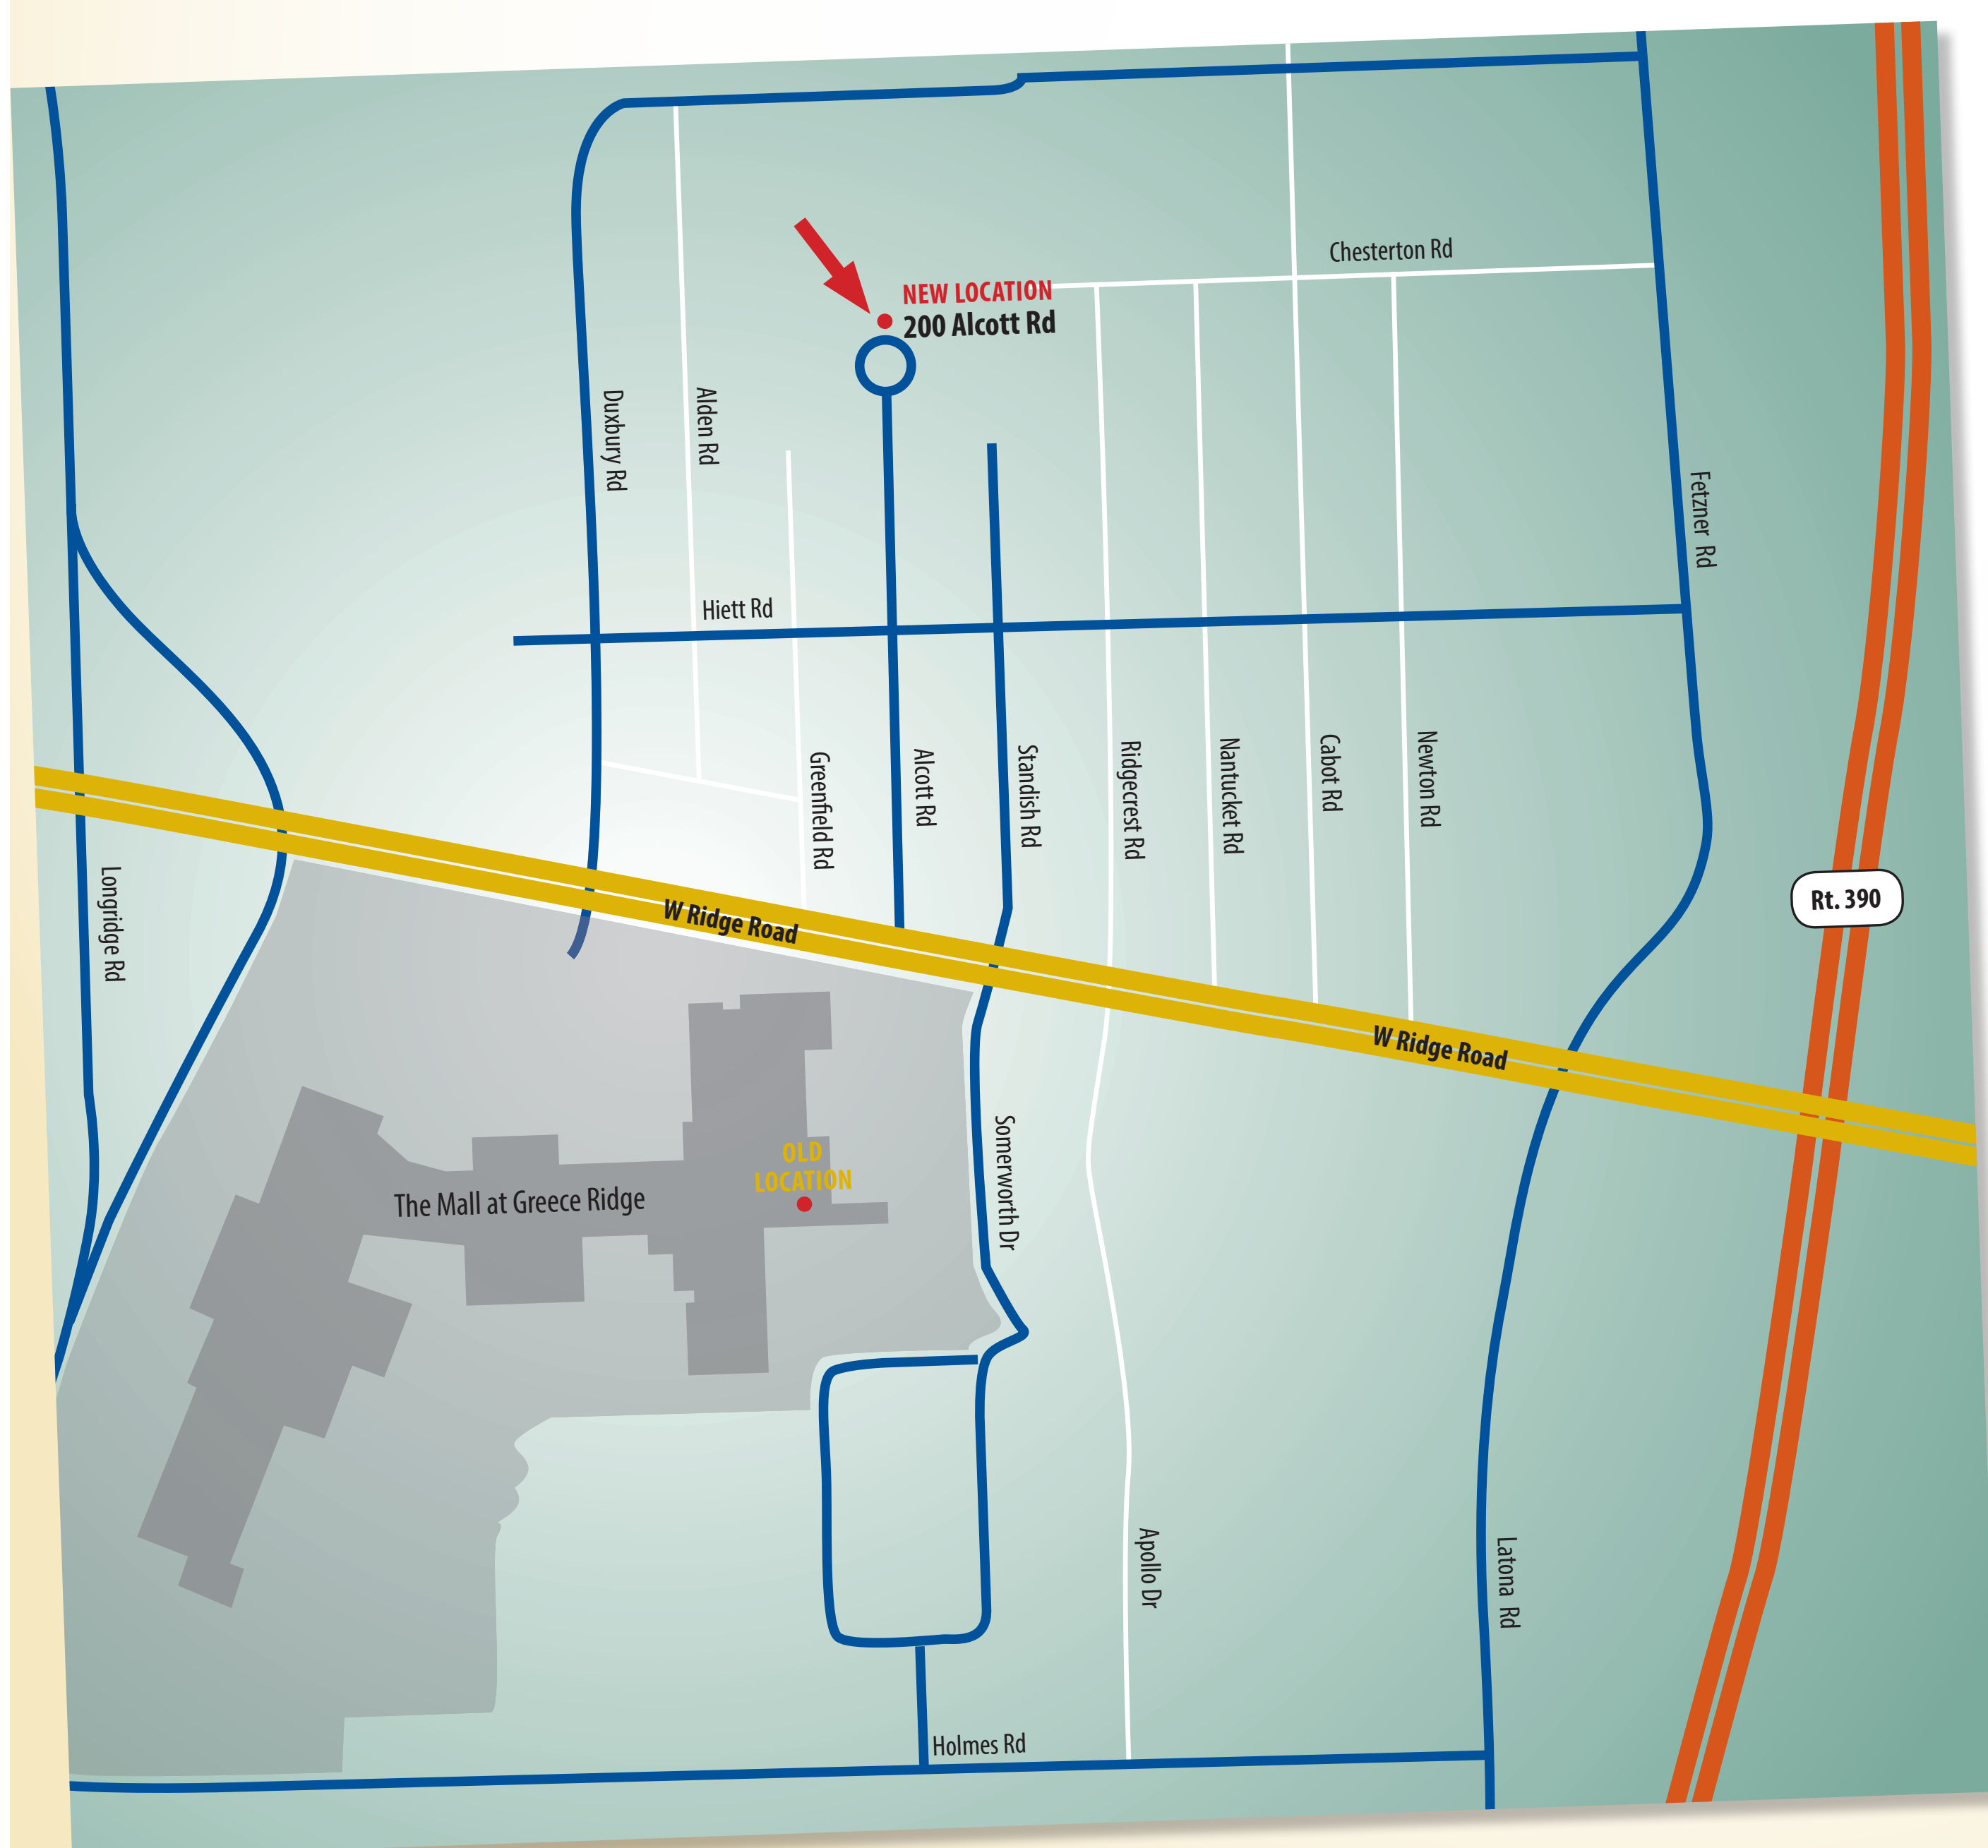 Chesterton Rd
NEW LOCATION
200 Alcott Rd
Duxbury Rd
Alden Rd
Fetzner Rd
Hiett Rd
Greenfield Rd
Alcott Rd
Standish Rd
Ridgecrest Rd
Nantucket Rd
Cabot Rd
Newton Rd
Longridge Rd
W Ridge Road
Rt. 390
W Ridge Road
Somerworth Dr
OLD
LOCATION
The Mall at Greece Ridge
Apollo Dr
Latona Rd
Holmes Rd